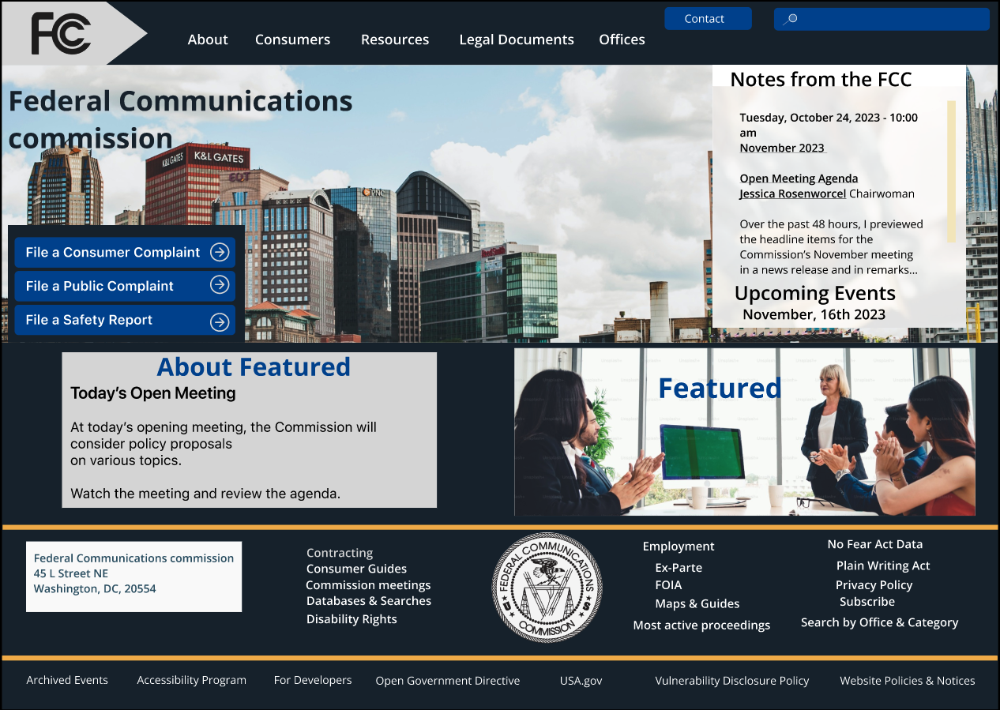 FCC
Contact
About Consumers Resources Legal Documents Offices
Federal Communications
commission
Notes from the FCC
Tuesday, October 24, 2023 - 10:00
am
November 2023
Open Meeting Agenda
Jessica Rosenworcel Chairwoman
Over the past 48 hours, I previewed
the headline items for the
Commission’s November meeting
in a news release and in remarks...
Upcoming Events
November, 16th 2023
K&L GATES
K&L GATES
EQT
PNC
File a Consumer Complaint
File a Public Complaint
File a Safety Report
About Featured
Today’s Open Meeting
At today’s opening meeting, the Commission will
consider policy proposals
on various topics.
Watch the meeting and review the agenda.
Featured
Federal Communications commission
45 L Street NE
Washington, DC, 20554
Contracting
Consumer Guides
Commission meetings
Databases & Searches
Disability Rights
FEDERAL COMMUNICATIONS
COMMISSION
U S
Employment
Ex-Parte
FOIA
Maps & Guides
Most active proceedings
No Fear Act Data
Plain Writing Act
Privacy Policy
Subscribe
Search by Office & Category
Archived Events Accessibility Program For Developers Open Government Directive USA.gov Vulnerability Disclosure Policy Website Policies & Notices